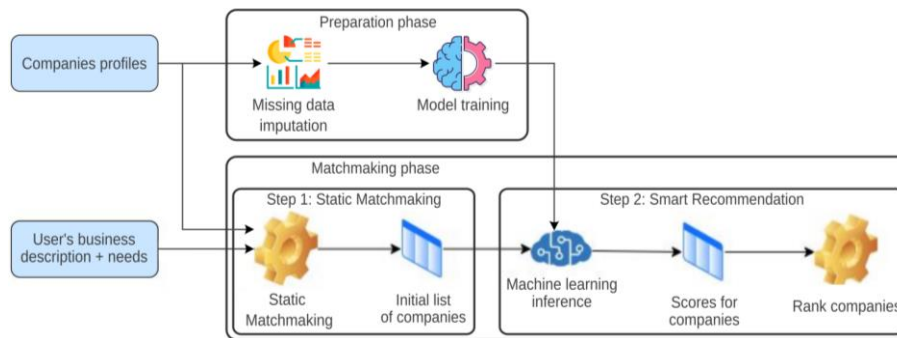 Preparation phase
Companies profiles
Missing data
imputation
Model training
Matchmaking phase
Step 1: Static Matchmaking
Step 2: Smart Recommendation
User's business
description + needs
Static
Matchmaking
Initial list
of companies
Machine learning
inference
Scores for
companies
Rank companies